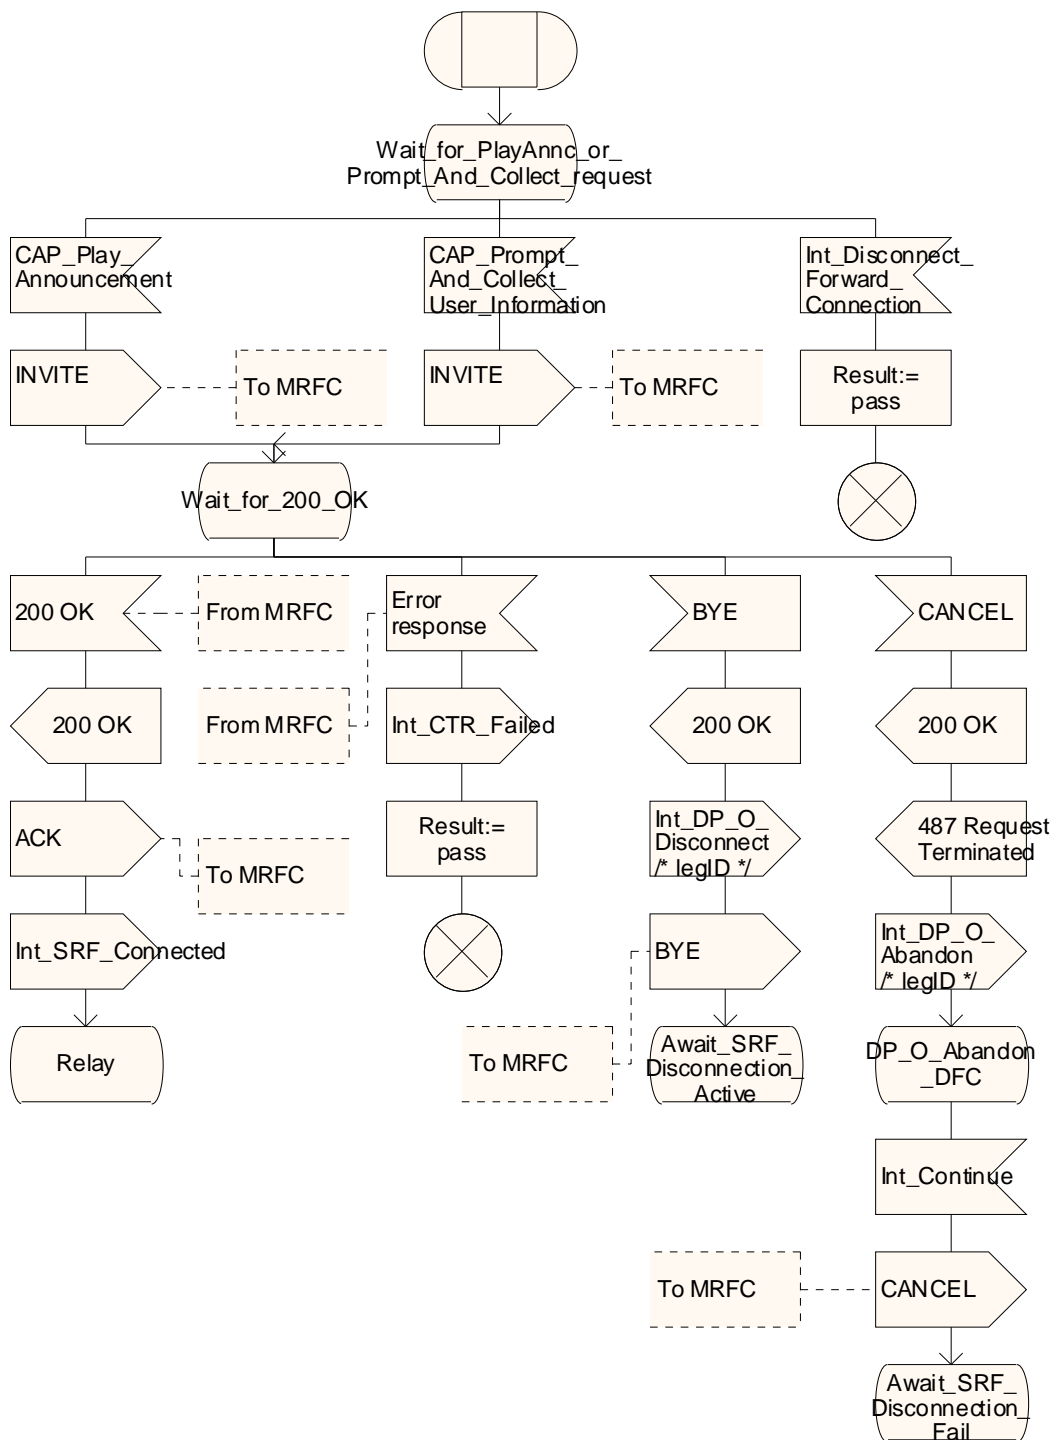 Wait_for_PlayAnnc_or_
Prompt_And_Collect_request
CAP_Play_
Announcement
CAP_Prompt_
And_Collect_
User_Information
Int_Disconnect_
Forward_
Connection
INVITE
To MRFC
INVITE
To MRFC
Result:=
pass
Wait_for_200_OK
200 OK
From MRFC
Error
response
BYE
CANCEL
200 OK
From MRFC
Int_CTR_Failed
200 OK
200 OK
ACK
To MRFC
Result:=
pass
Int_DP_O_
Disconnect
/* legID */
487 Request
Terminated
Int_SRF_Connected
BYE
Int_DP_O_
Abandon
/* legID */
Relay
To MRFC
Await_SRF_
Disconnection_
Active
DP_O_Abandon
_DFC
Int_Continue
To MRFC
CANCEL
Await_SRF_
Disconnection_
Fail